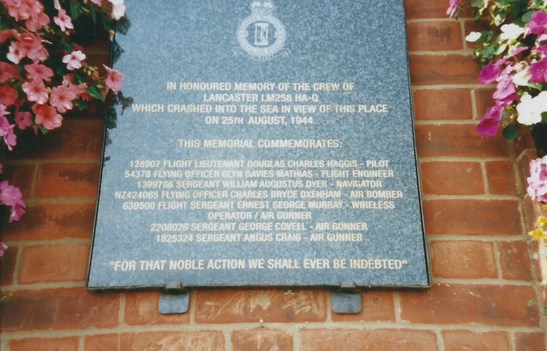 IN HONOURED MEMORY OF THE CREW OF
LANCASTER LM258 HA-Q
WHICH CRASHED INTO THE SEA IN VIEW OF THIS PLACE
ON 25TH AUGUST, 1944.
THIS MEMORIAL COMMEMORATES:
128907 FLIGHT LIEUTENANT DOUGLAS CHARLES HAGGIS - PILOT
54378 FLYING OFFICER GLYN DAVIES MATHIAS - FLIGHT ENGINEER
1399766 SERGEANT WILLIAM AUGUSTUS DYER - NAVIGATOR
NZ424065 FLYING OFFICER CHARLES BRYCE OXENHAM - AIR BOMBER
639500 FLIGHT SERGEANT ERNEST GEORGE MURRAY - WIRELESS
OPERATOR / AIR GUNNER
2208026 SERGEANT GEORGE COVELL - AIR GUNNER
1825324 SERGEANT ANGUS CRAIG - AIR GUNNER
"FOR THAT NOBLE ACTION WE SHALL EVER BE INDEBTED"